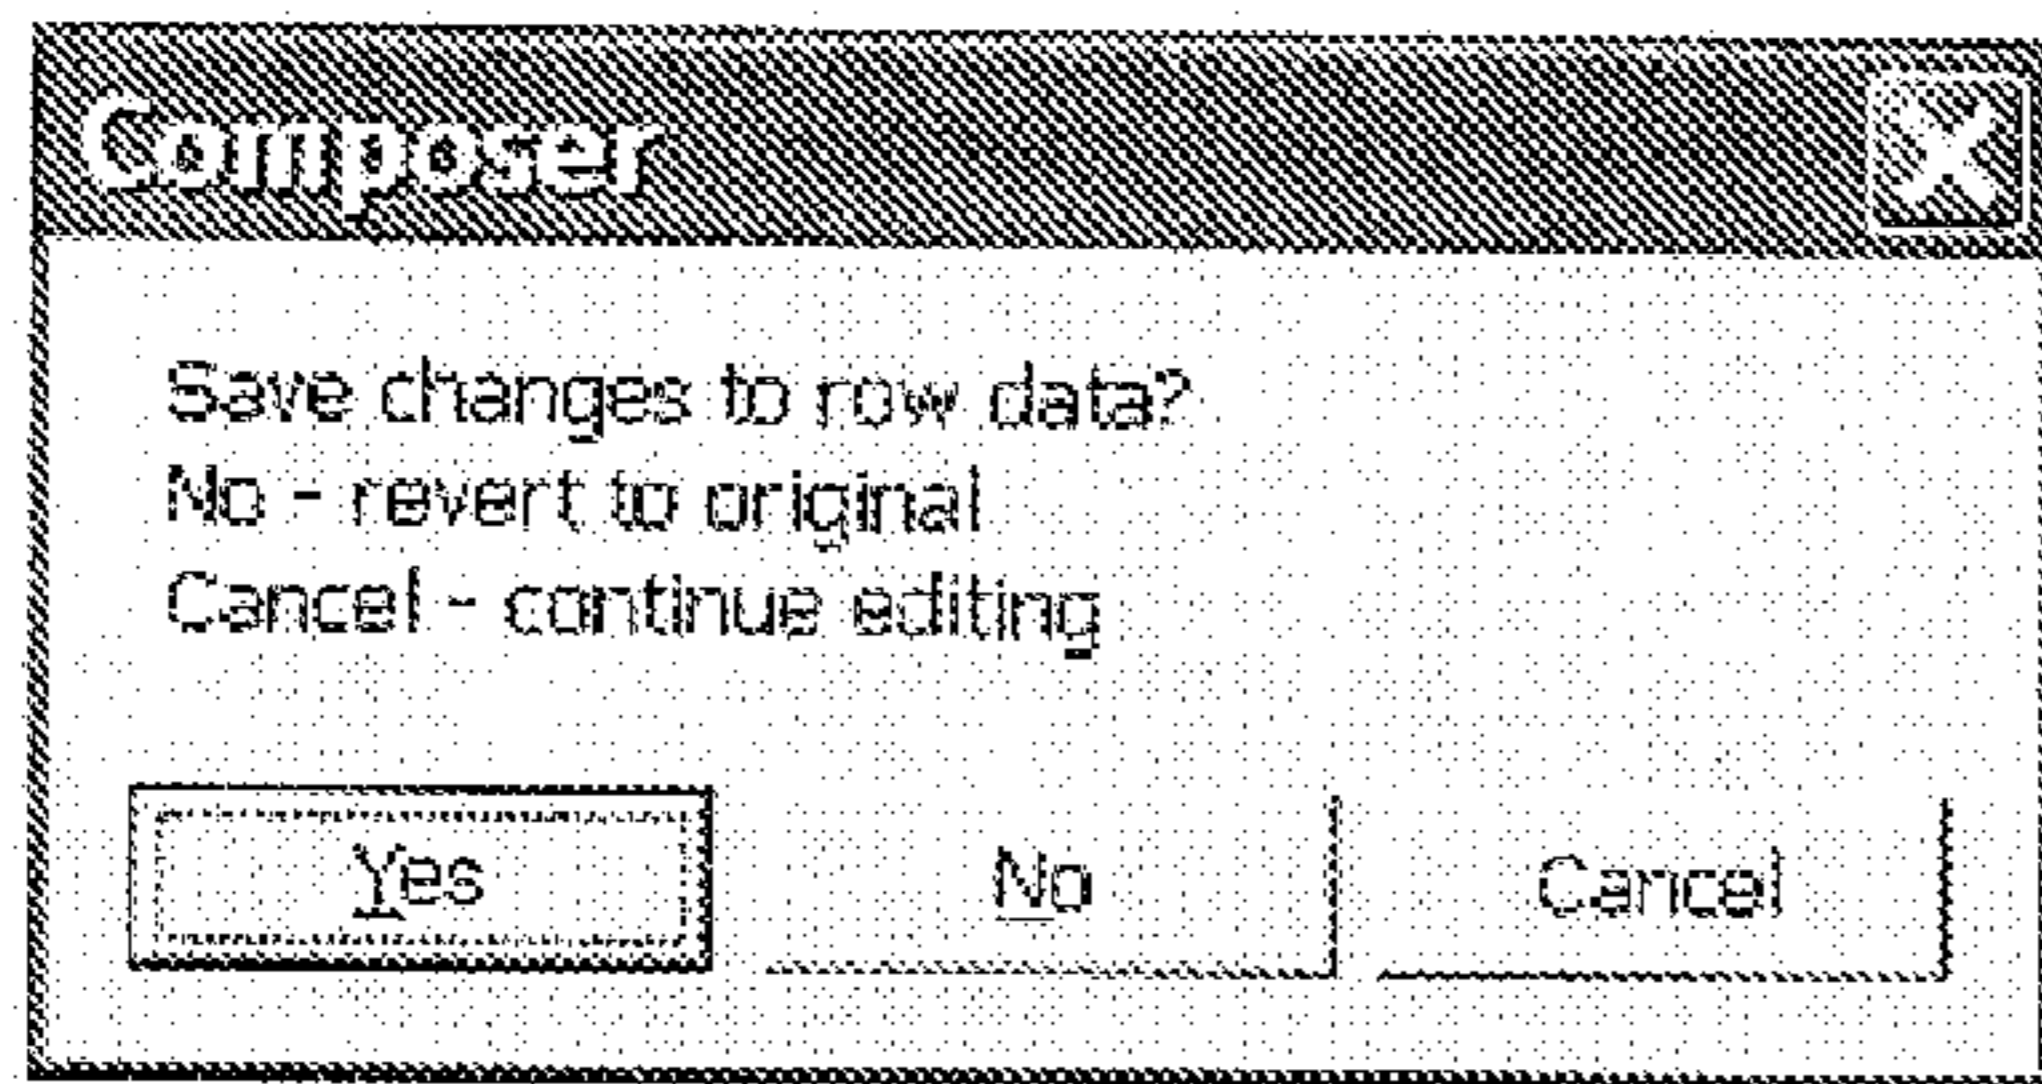 Composer
Save changes to row data?
No - revert to original
Cancel - continue editing
Yes No Cancel